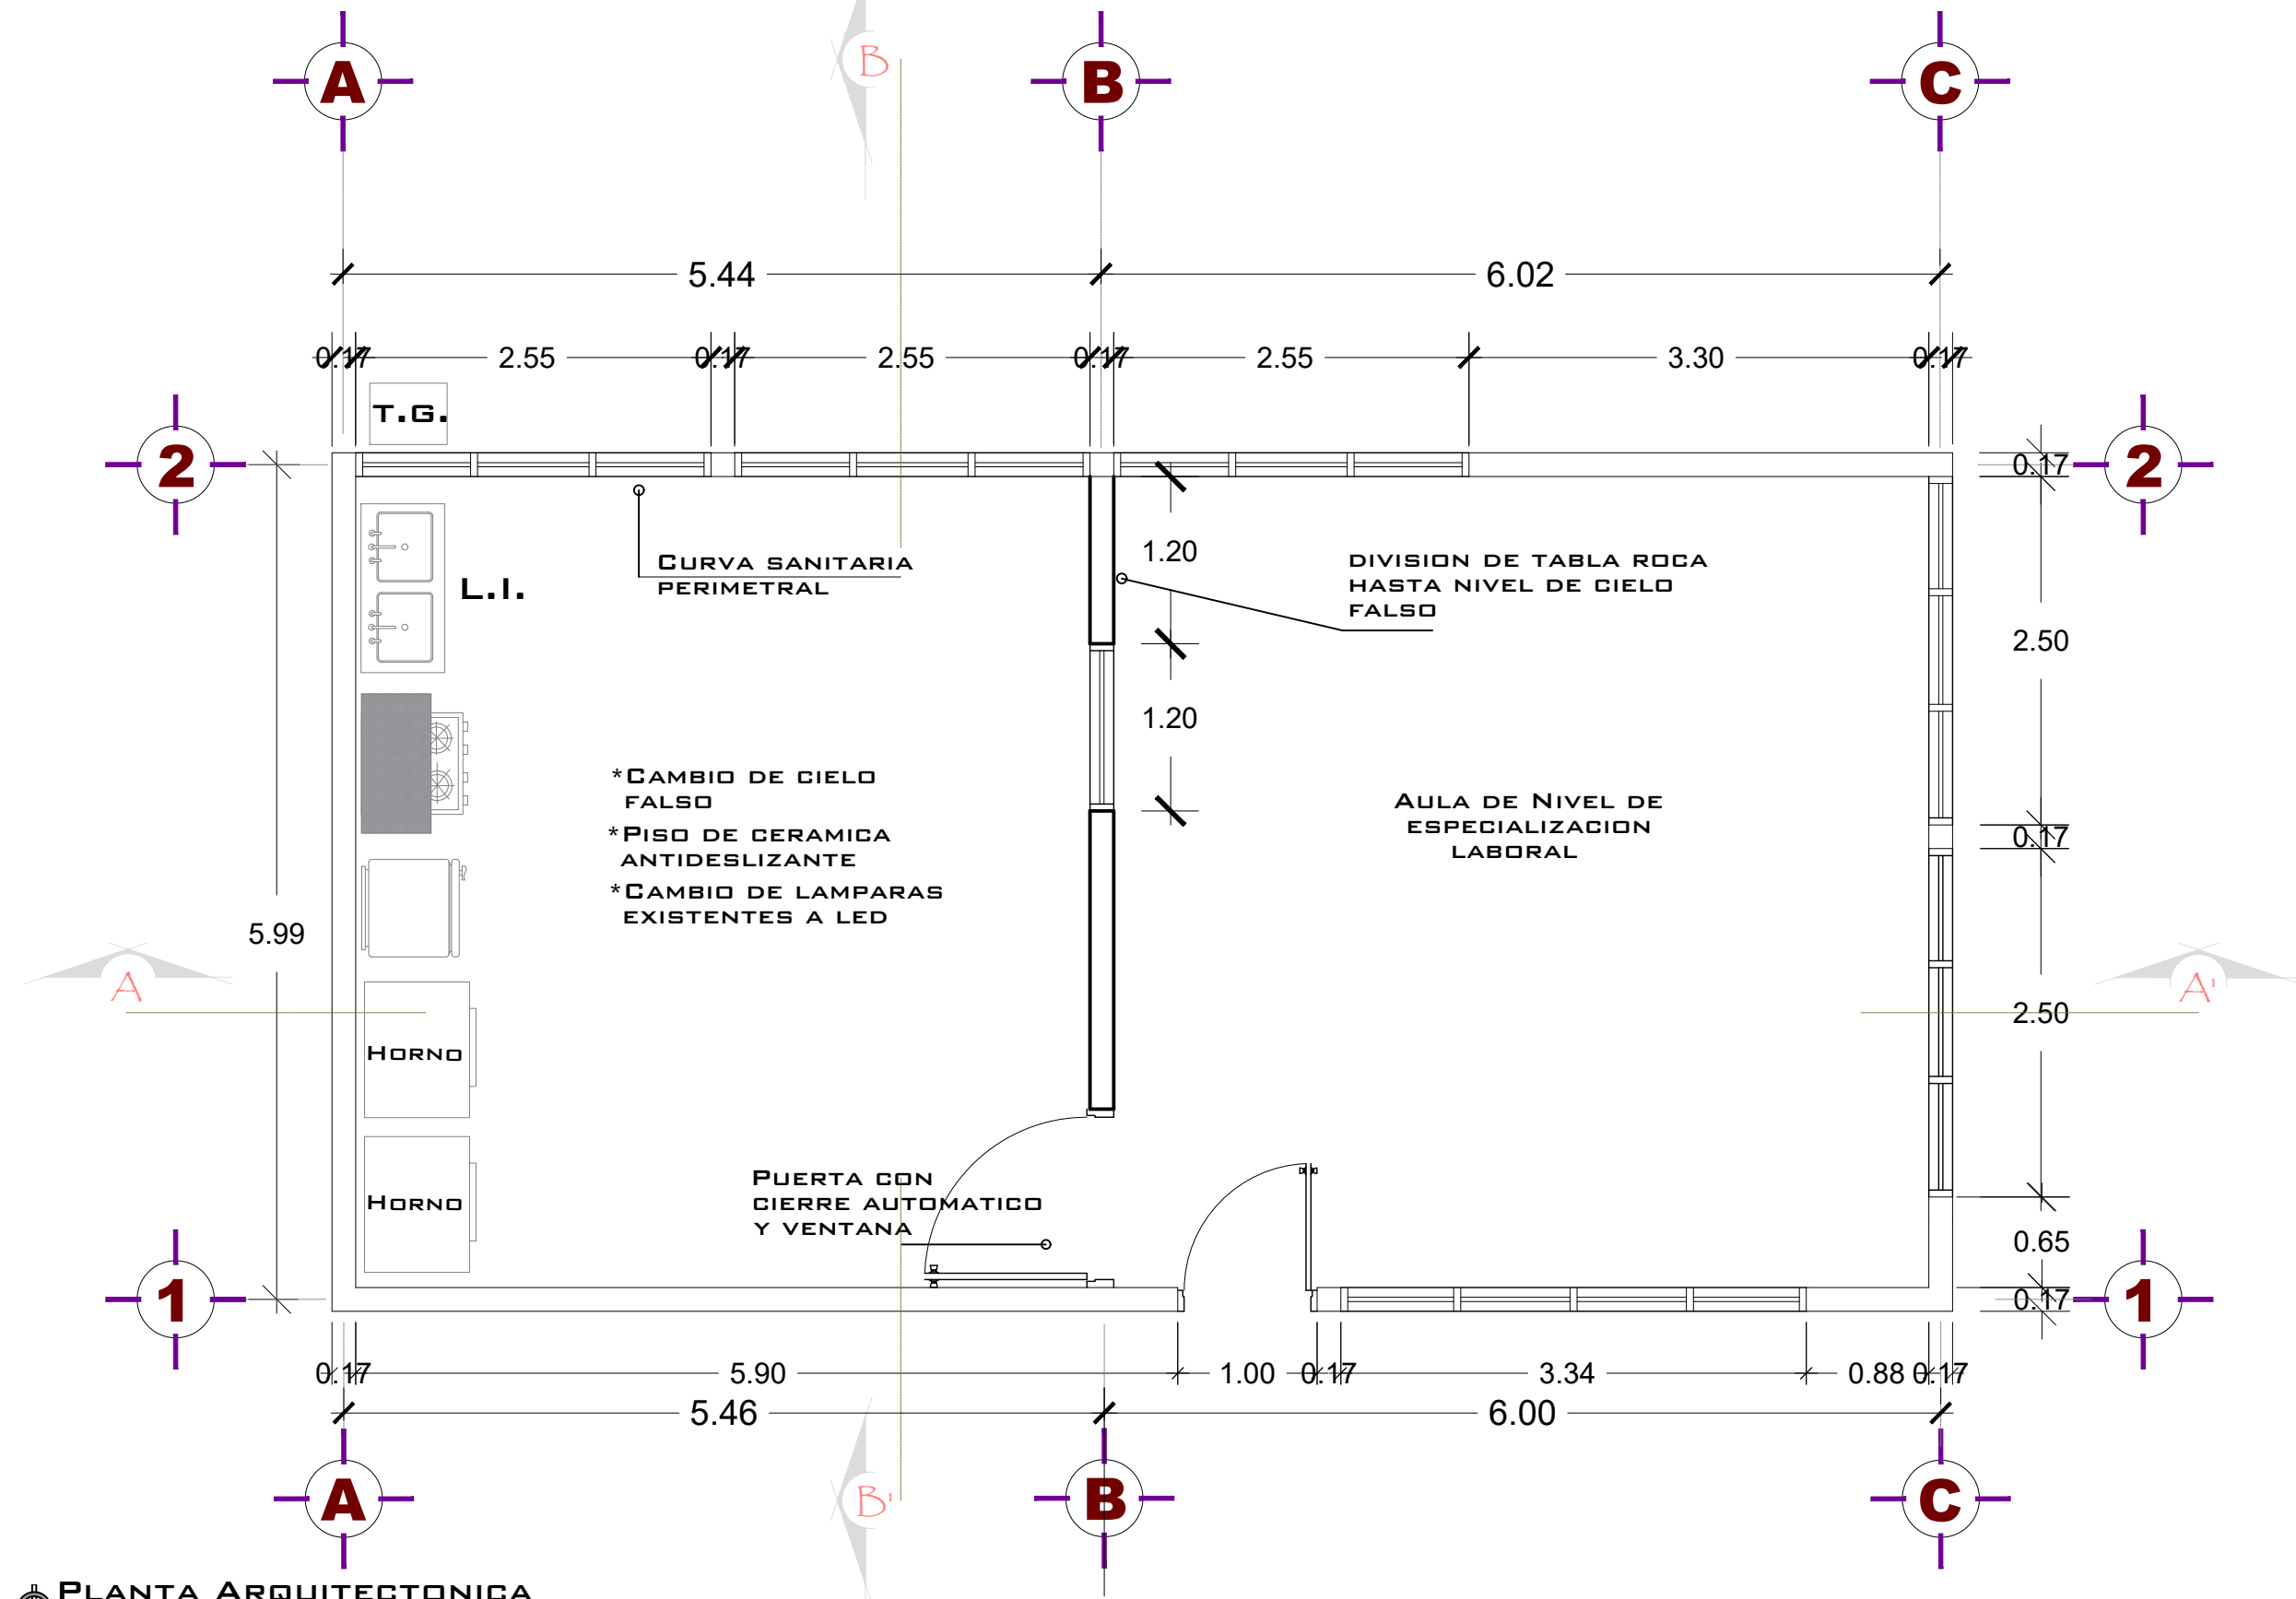 B
A
B
C
5.44
6.02
0.17
2.55
0.17
2.55
0.17
2.55
3.30
0.17
T.G.
2
2
0.17
CURVA SANITARIA
PERIMETRAL
L.I.
1.20
DIVISION DE TABLA ROCA
HASTA NIVEL DE CIELO
FALSO
2.50
1.20
*CAMBIO DE CIELO
FALSO
*PISO DE CERAMICA
ANTIDESLIZANTE
*CAMBIO DE LAMPARAS
EXISTENTES A LED
AULA DE NIVEL DE
ESPECIALIZACION
LABORAL
0.17
5.99
A
A'
2.50
HORNO
HORNO
PUERTA CON
CIERRE AUTOMATICO
Y VENTANA
0.65
1
0.17
1
0.17
5.90
1.00
0.17
3.34
0.88
0.17
5.46
6.00
A
B'
B
C
PLANTA ARQUITECTONICA